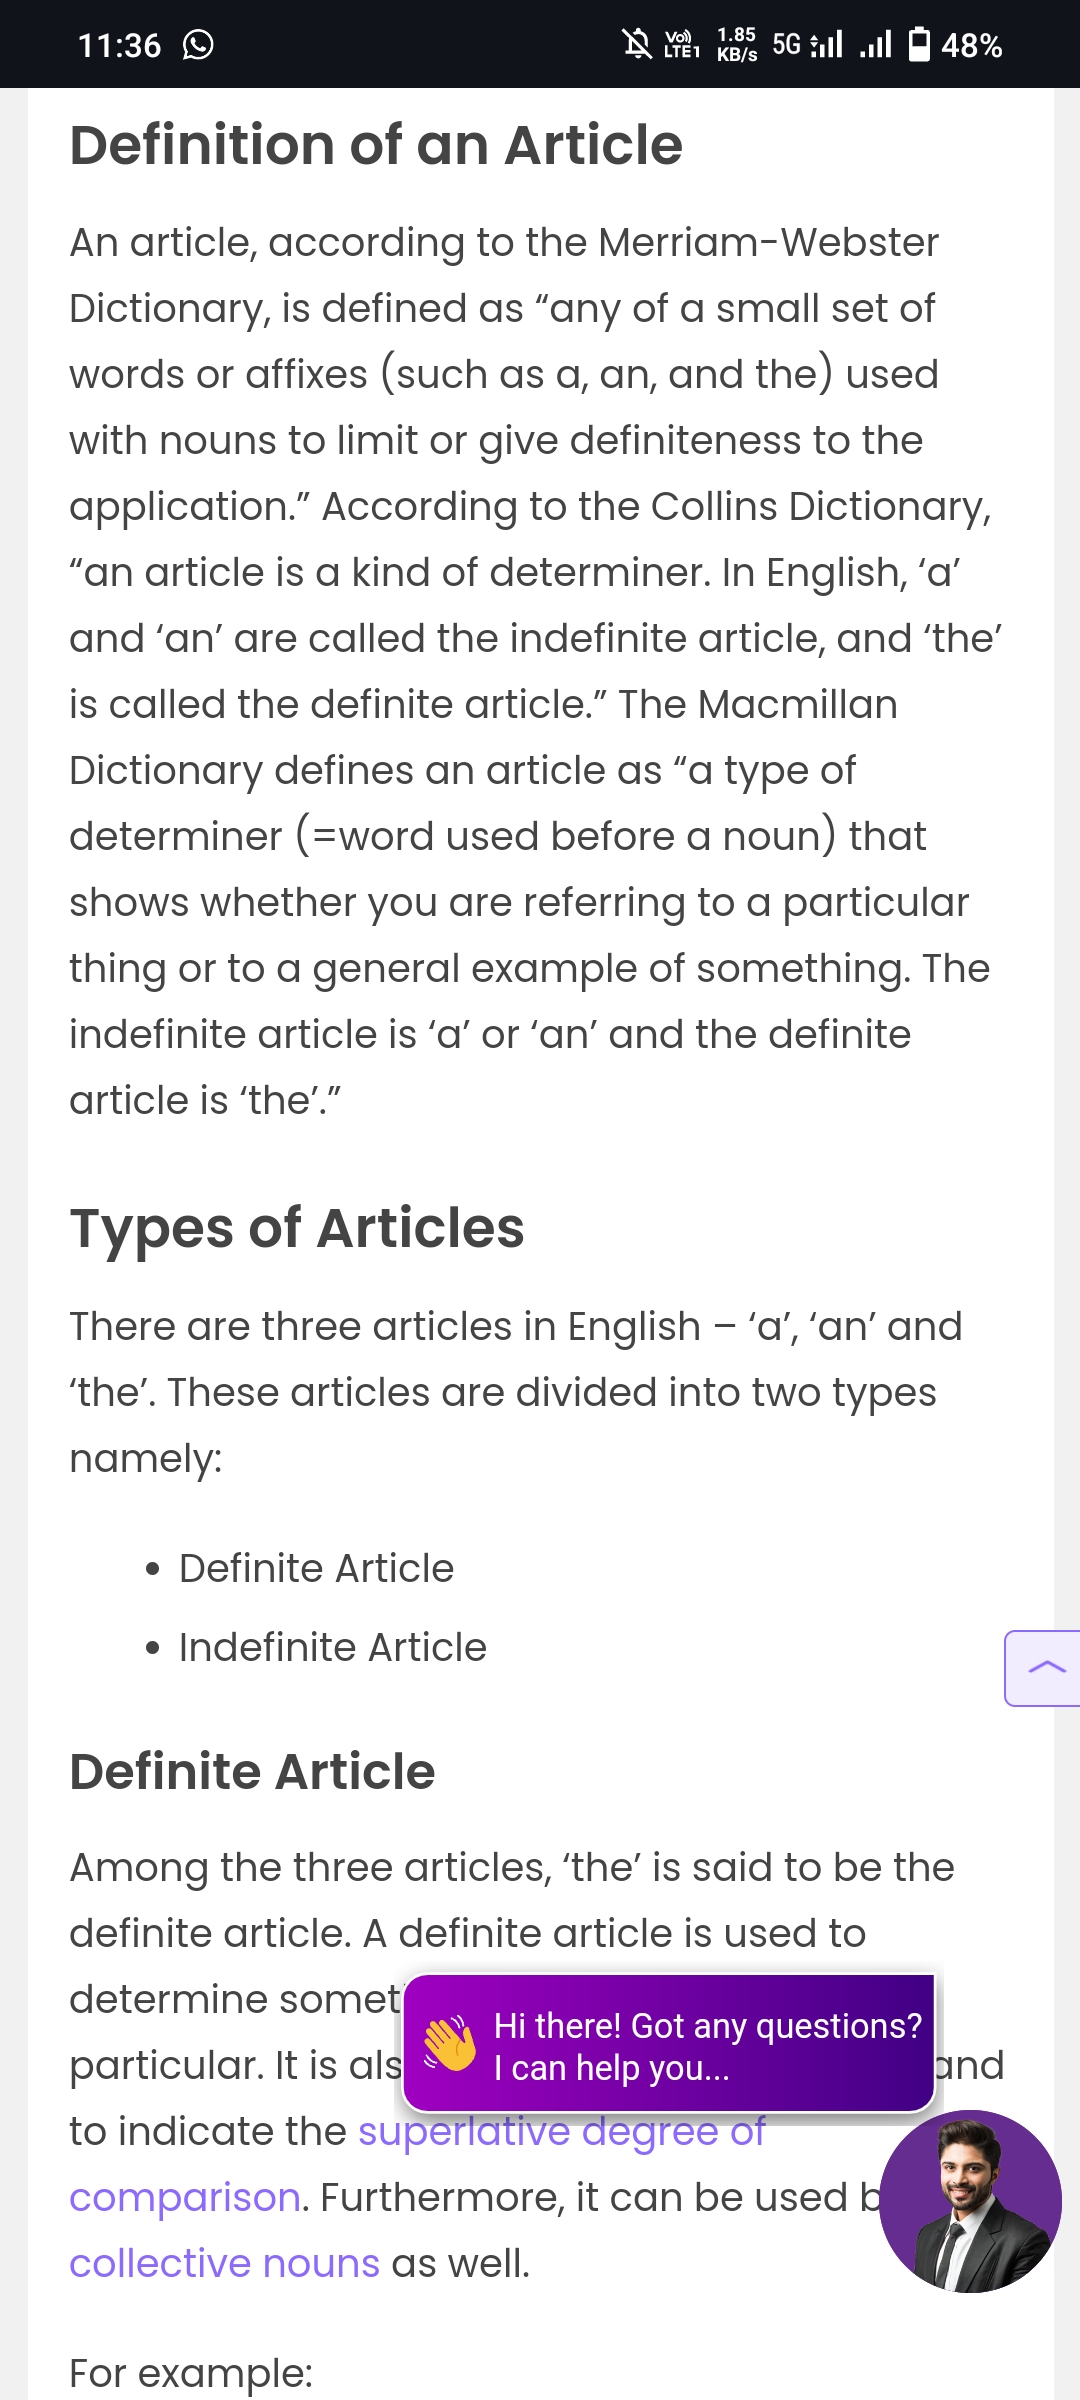 11:36
Vo)) LTE1 1.85 KB/s 5G 48%
Definition of an Article
An article, according to the Merriam-Webster
Dictionary, is defined as “any of a small set of
words or affixes (such as a, an, and the) used
with nouns to limit or give definiteness to the
application.” According to the Collins Dictionary,
“an article is a kind of determiner. In English, ‘a’
and ‘an’ are called the indefinite article, and ‘the’
is called the definite article.” The Macmillan
Dictionary defines an article as “a type of
determiner (=word used before a noun) that
shows whether you are referring to a particular
thing or to a general example of something. The
indefinite article is ‘a’ or ‘an’ and the definite
article is ‘the’.”
Types of Articles
There are three articles in English – ‘a’, ‘an’ and
‘the’. These articles are divided into two types
namely:
• Definite Article
• Indefinite Article
Definite Article
Among the three articles, ‘the’ is said to be the
definite article. A definite article is used to
determine
particular. It is and
to indicate the superlative degree of
comparison. Furthermore, it can be used
collective nouns as well.
Hi there! Got any questions?
I can help you...
For example: